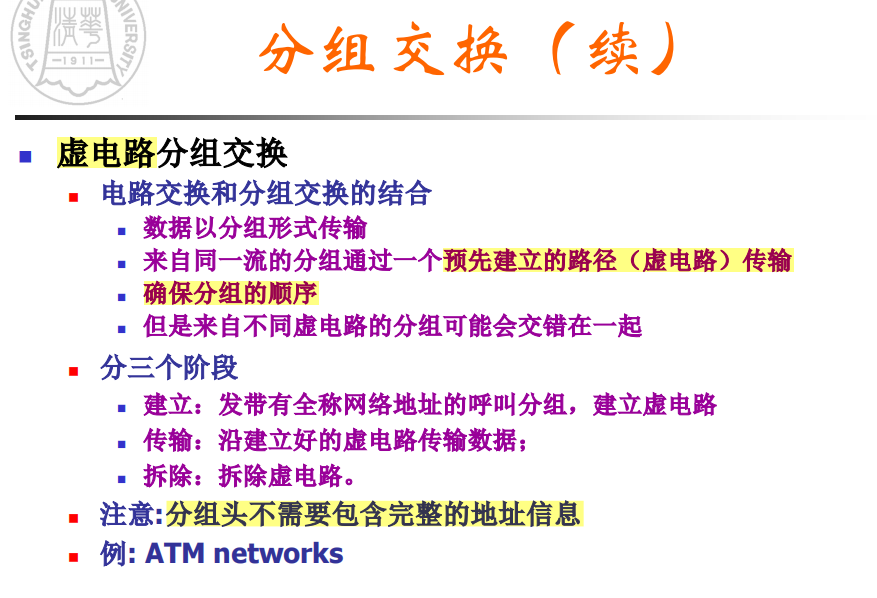 TSINGHUA UNIVERSITY
清華
-1911-
分组交换（续）
虚电路分组交换
电路交换和分组交换的结合
数据以分组形式传输
来自同一流的分组通过一个预先建立的路径（虚电路）传输
确保分组的顺序
但是来自不同虚电路的分组可能会交错在一起
分三个阶段
建立：发带有全称网络地址的呼叫分组，建立虚电路
传输：沿建立好的虚电路传输数据；
拆除：拆除虚电路。
注意:分组头不需要包含完整的地址信息
例: ATM networks